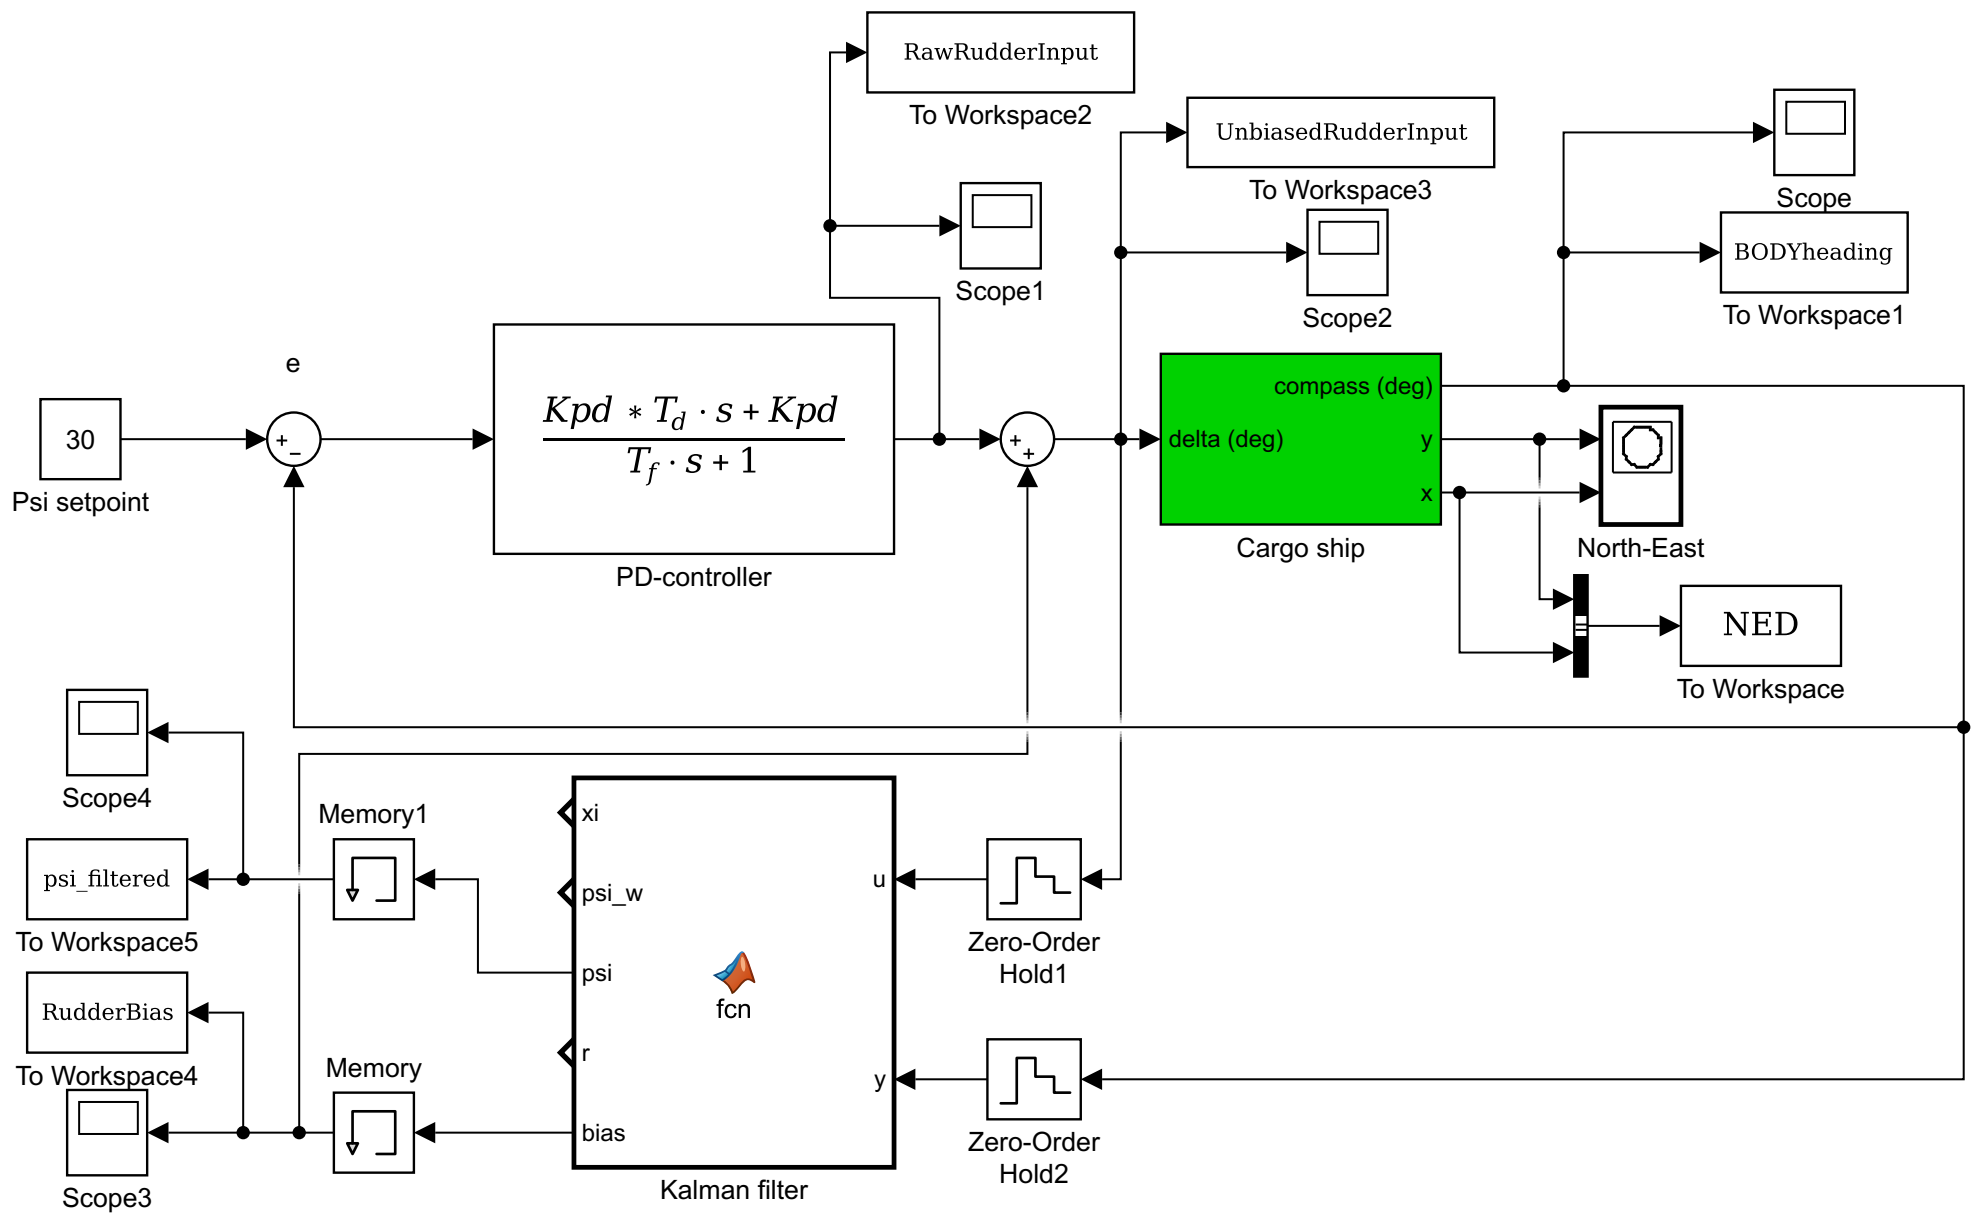 RawRudderInput
To Workspace2
UnbiasedRudderInput
To Workspace3
Scope
BODYheading
To Workspace1
Scope1
Scope2
e
30
Psi setpoint
+
−
Kpd * T_d · s + Kpd
T_f · s + 1
PD-controller
+
+
compass (deg)
delta (deg)
y
x
Cargo ship
North-East
NED
To Workspace
Scope4
psi_filtered
To Workspace5
RudderBias
To Workspace4
Scope3
Memory1
Memory
xi
psi_w
psi
r
bias
fcn
u
y
Kalman filter
Zero-Order
Hold1
Zero-Order
Hold2